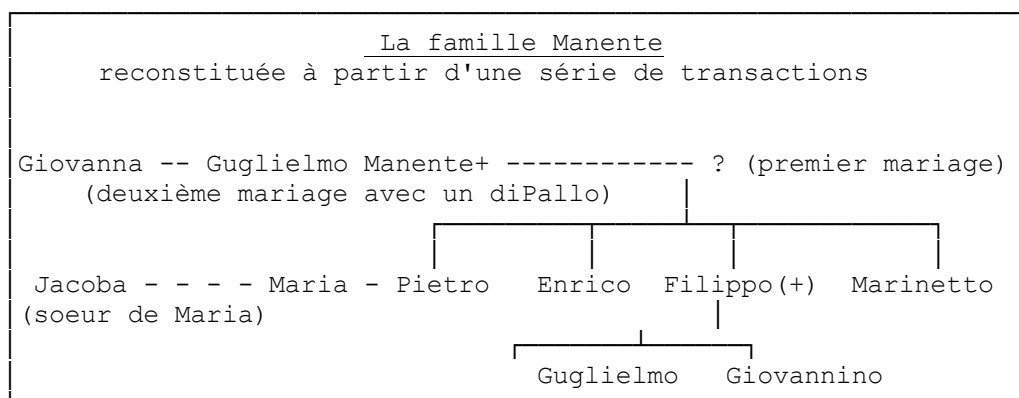 La famille Manente
reconstituée à partir d'une série de transactions
Giovanna -- Guglielmo Manente+ ------------ ? (premier mariage)
(deuxième mariage avec un diPallo)
Jacoba - - - - Maria - Pietro Enrico Filippo(+) Marinetto
(soeur de Maria)
Guglielmo Giovannino